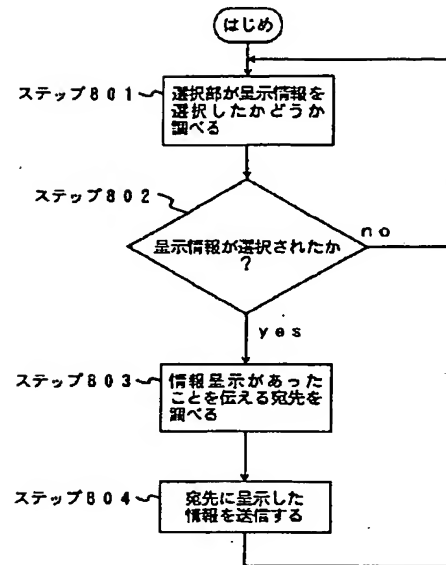 はじめ
ステップ801
選択部が呈示情報を
選択したかどうか
調べる
ステップ802
呈示情報が選択されたか
?
no
yes
ステップ803
情報呈示があった
ことを伝える宛先を
調べる
ステップ804
宛先に呈示した
情報を送信する